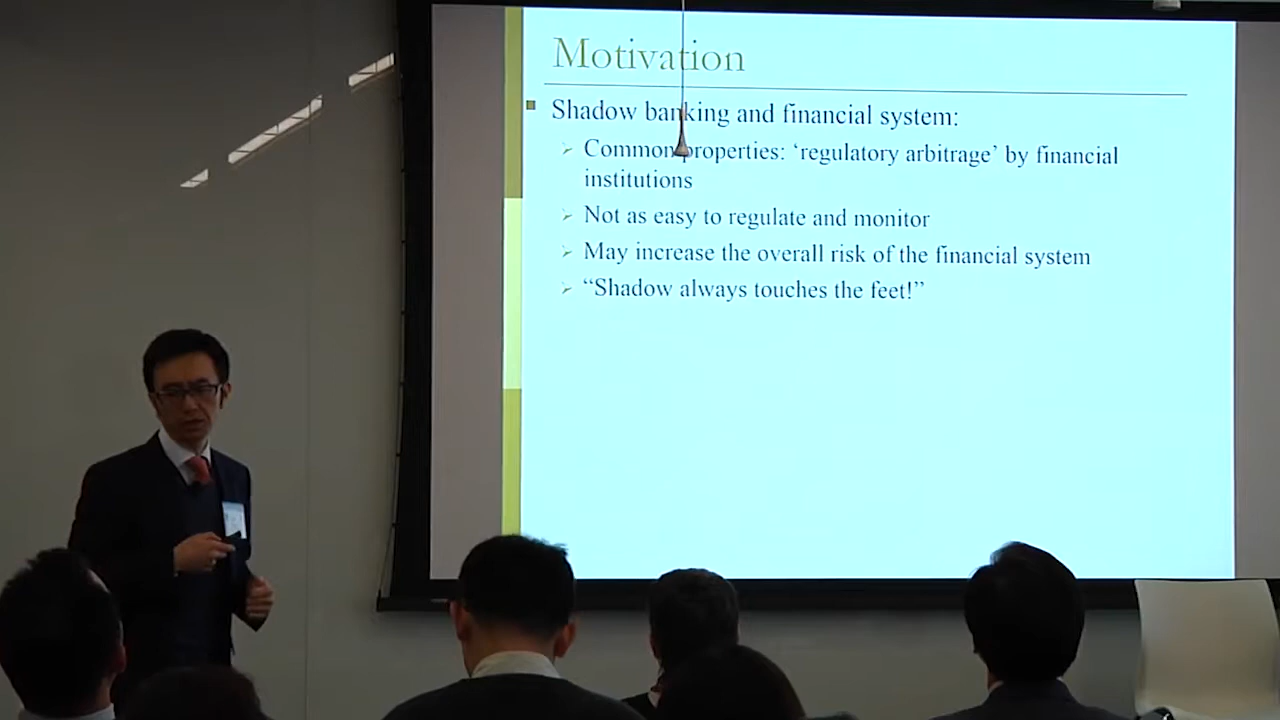 Motivation
Shadow banking and financial system:
Common properties: ‘regulatory arbitrage’ by financial
institutions
Not as easy to regulate and monitor
May increase the overall risk of the financial system
“Shadow always touches the feet!”